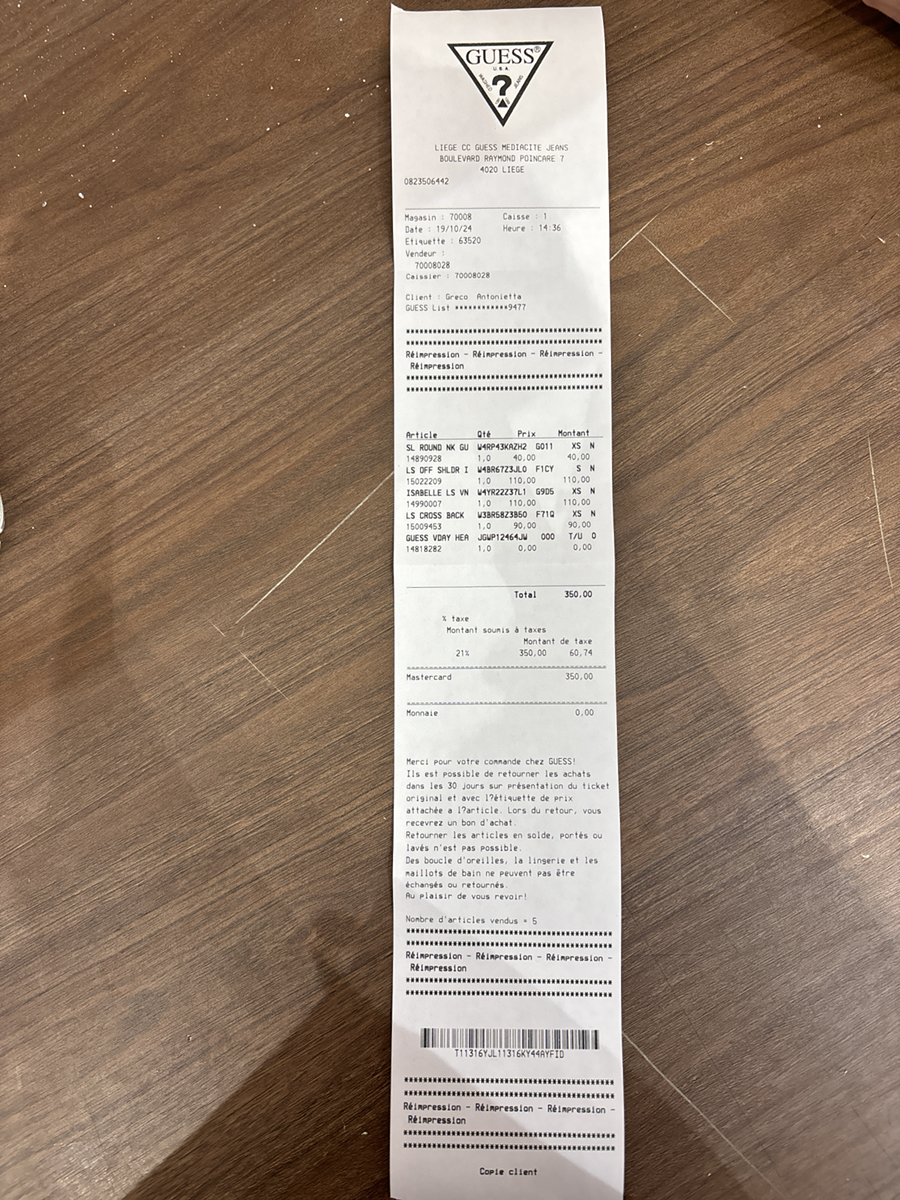 GUESS®
U.S.A.
WASHED JEANS
?
LIEGE CC GUESS MEDIACITE JEANS
BOULEVARD RAYMOND POINCARE 7
4020 LIEGE
0823506442
Magasin : 70008 Caisse : 1
Date : 19/10/24 Heure : 14:36
Etiquette : 63520
Vendeur :
70008028
Caissier : 70008028
Client : Greco Antonietta
GUESS List ************9477
Réimpression - Réimpression - Réimpression -
Réimpression
Article Qté Prix Montant
SL ROUND NK GU W4RP43KAZH2 G011 XS N
14890928 1,0 40,00 40,00
LS OFF SHLDR I W4BR67Z3JL0 F1CY S N
15022209 1,0 110,00 110,00
ISABELLE LS VN W4YR22Z37L1 G9D5 XS N
14990007 1,0 110,00 110,00
LS CROSS BACK W3BR58Z3B50 F71Q XS N
15009453 1,0 90,00 90,00
GUESS VDAY HEA JGWP12464JW 000 T/U O
14818282 1,0 0,00 0,00
Total 350,00
% taxe
Montant soumis à taxes
Montant de taxe
21% 350,00 60,74
Mastercard 350,00
Monnaie 0,00
Merci pour votre commande chez GUESS!
Ils est possible de retourner les achats
dans les 30 jours sur présentation du ticket
original et avec l?étiquette de prix
attachée a l?article. Lors du retour, vous
recevrez un bon d'achat.
Retourner les articles en solde, portés ou
lavés n'est pas possible.
Des boucle d'oreilles, la lingerie et les
maillots de bain ne peuvent pas être
échangés ou retournés.
Au plaisir de vous revoir!
Nombre d'articles vendus = 5
Réimpression - Réimpression - Réimpression -
Réimpression
T11316YJL11316KY44AYFID
Réimpression - Réimpression - Réimpression -
Réimpression
Copie client